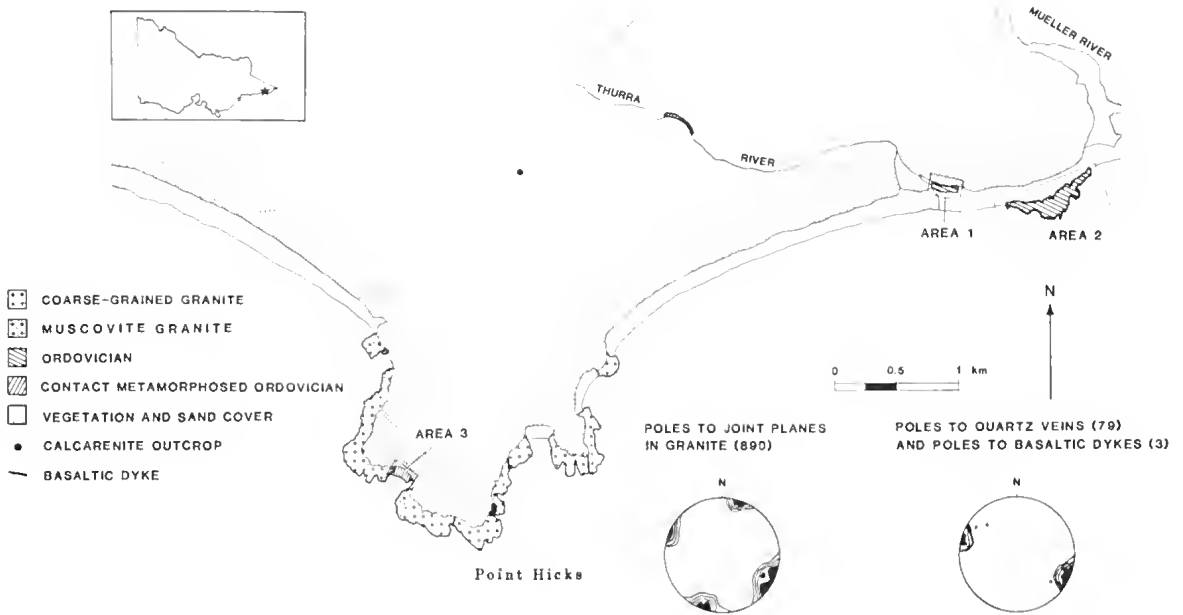 MUELLER RIVER
THURRA
RIVER
AREA 1
AREA 2
COARSE-GRAINED GRANITE
MUSCOVITE GRANITE
ORDOVICIAN
CONTACT METAMORPHOSED ORDOVICIAN
VEGETATION AND SAND COVER
CALCARENITE OUTCROP
BASALTIC DYKE
AREA 3
Point Hicks
N
0 0.5 1 km
POLES TO JOINT PLANES
IN GRANITE (890)
N
POLES TO QUARTZ VEINS (79)
AND POLES TO BASALTIC DYKES (3)
N